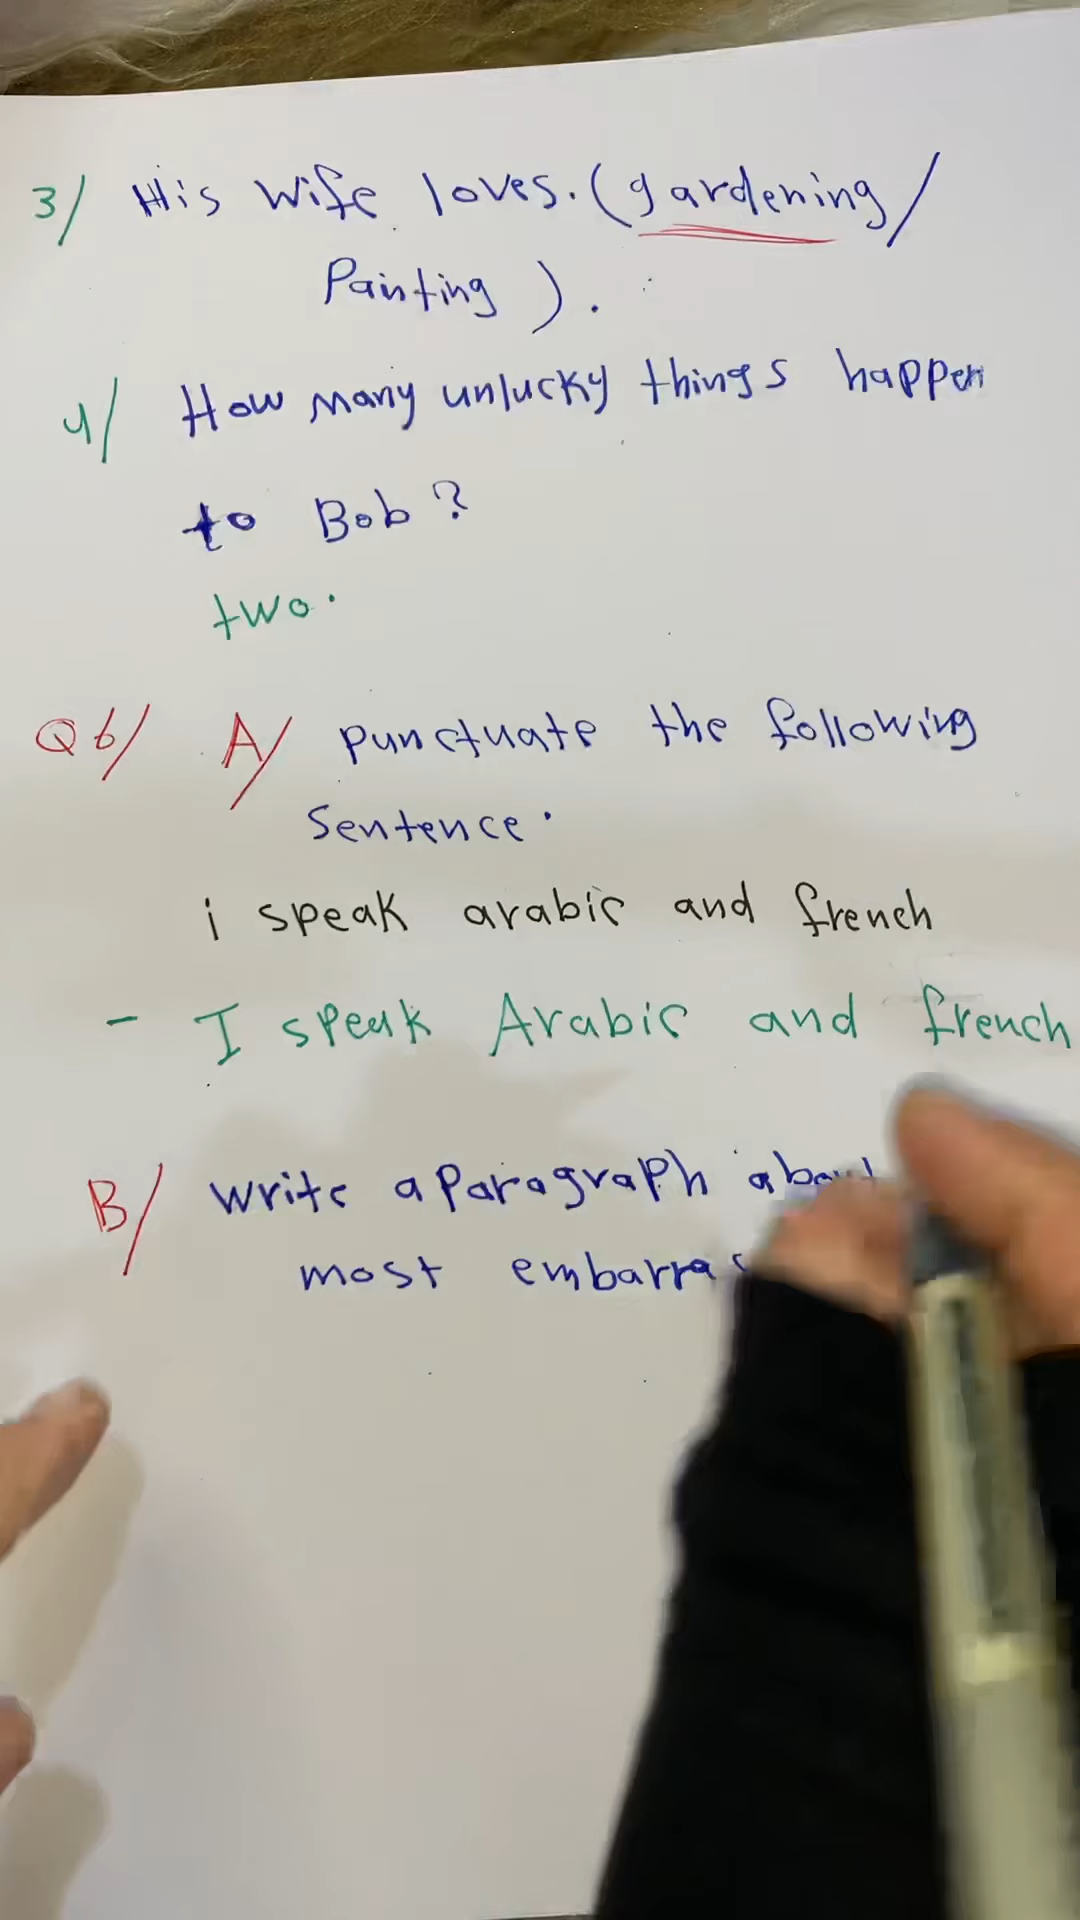 3/ His wife loves. (gardening/
Painting).
4/ How many unlucky things happen
to Bob?
two.
Q6/ A/ punctuate the following
sentence.
i speak arabic and french
- I speak Arabic and french
B/ write a paragraph about
most